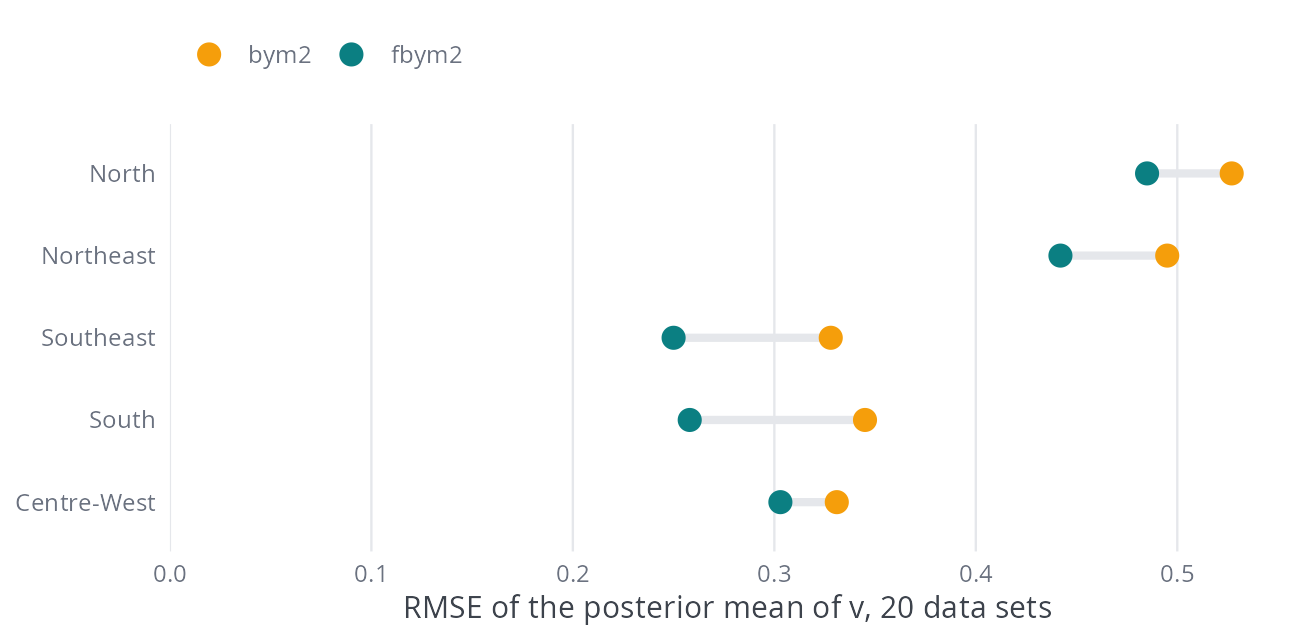 bym2 fbym2
North
Northeast
Southeast
South
Centre-West
0.0 0.1 0.2 0.3 0.4 0.5
RMSE of the posterior mean of v, 20 data sets